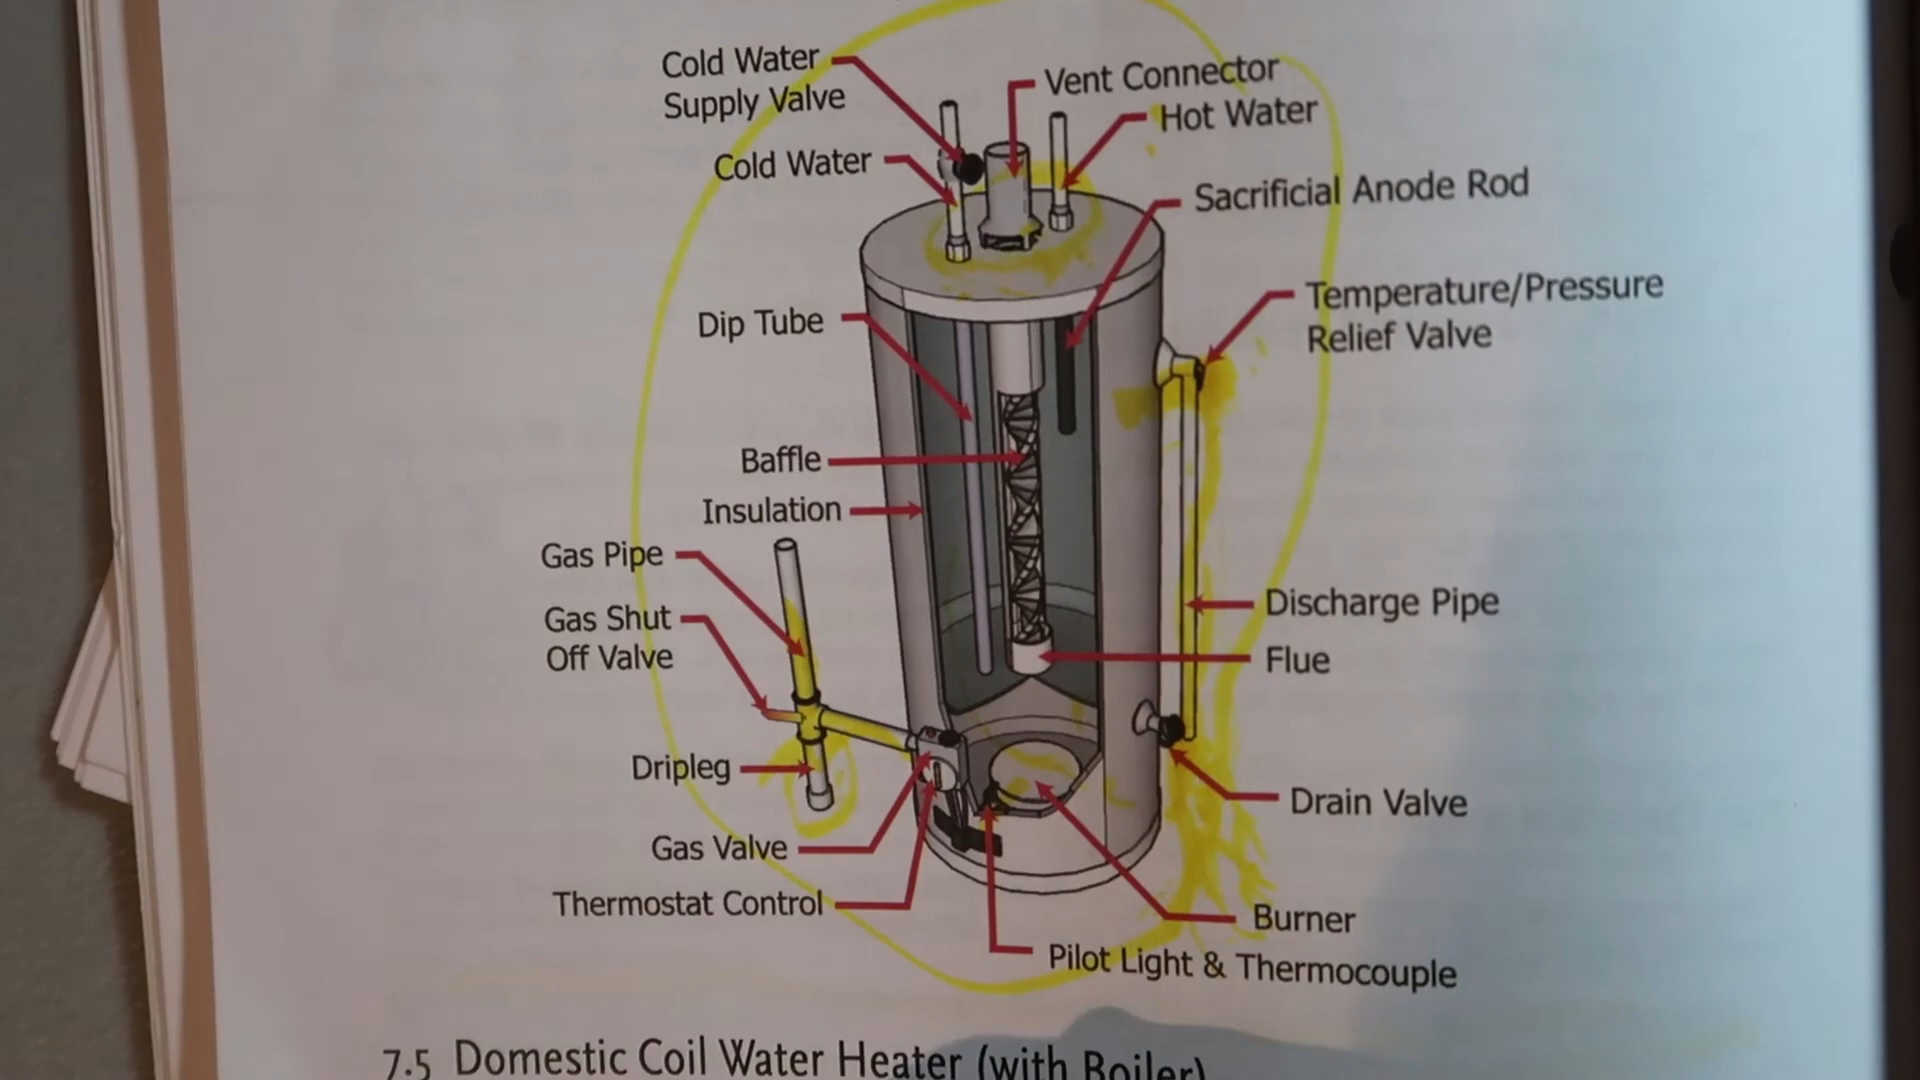 Cold Water
Supply Valve
Vent Connector
Hot Water
Cold Water
Sacrificial Anode Rod
Temperature/Pressure
Relief Valve
Dip Tube
Baffle
Insulation
Gas Pipe
Gas Shut
Off Valve
Discharge Pipe
Flue
Dripleg
Drain Valve
Gas Valve
Thermostat Control
Burner
Pilot Light & Thermocouple
7.5 Domestic Coil Water Heater (with Boiler)